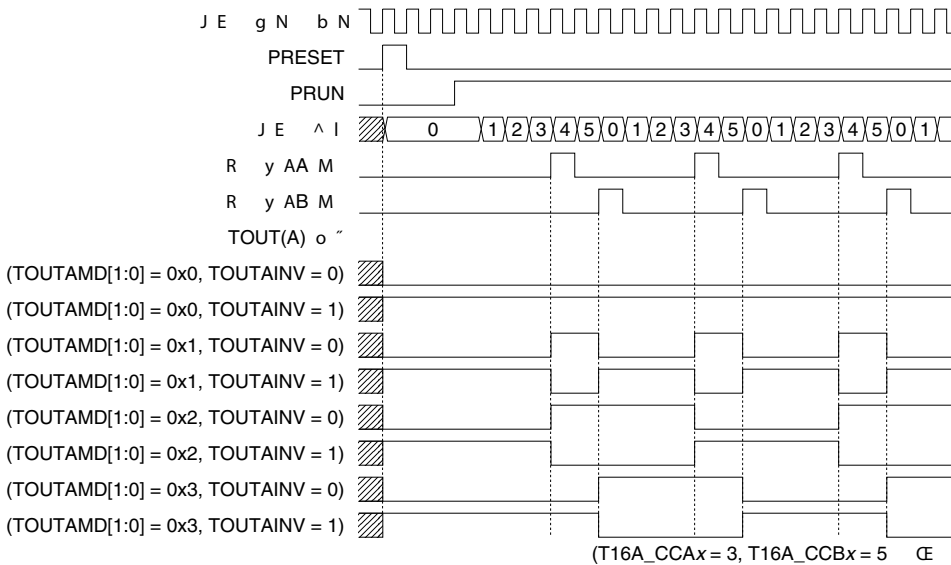 J E g N b N
PRESET
PRUN
J E ^ l 0 1 2 3 4 5 0 1 2 3 4 5 0 1 2 3 4 5 0 1
R y AA M
R y AB M
TOUT(A) o ˝
(TOUTAMD[1:0] = 0x0, TOUTAINV = 0)
(TOUTAMD[1:0] = 0x0, TOUTAINV = 1)
(TOUTAMD[1:0] = 0x1, TOUTAINV = 0)
(TOUTAMD[1:0] = 0x1, TOUTAINV = 1)
(TOUTAMD[1:0] = 0x2, TOUTAINV = 0)
(TOUTAMD[1:0] = 0x2, TOUTAINV = 1)
(TOUTAMD[1:0] = 0x3, TOUTAINV = 0)
(TOUTAMD[1:0] = 0x3, TOUTAINV = 1)
(T16A_CCAx = 3, T16A_CCBx = 5 Œ